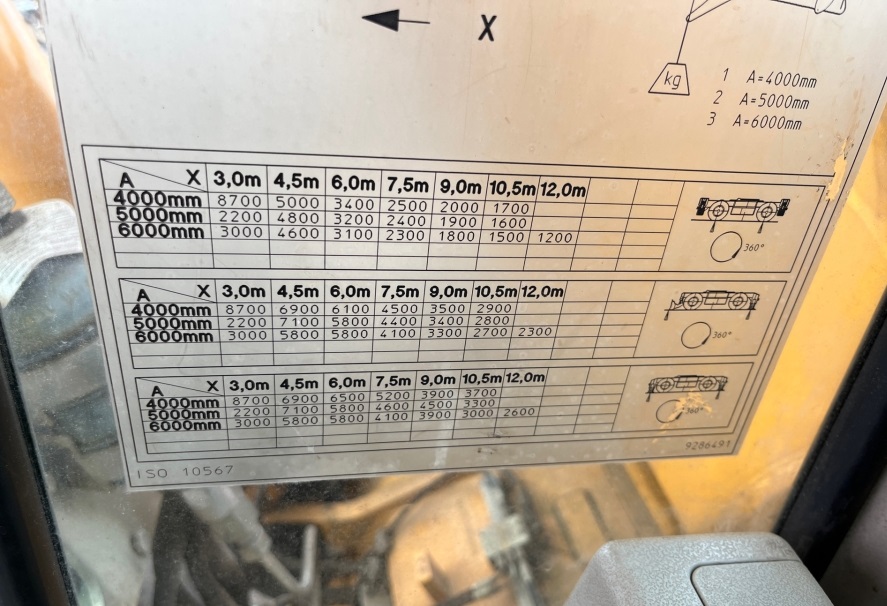 X
kg
1 A=4000mm
2 A=5000mm
3 A=6000mm
A X 3,0m 4,5m 6,0m 7,5m 9,0m 10,5m 12,0m
4000mm 8700 5000 3400 2500 2000 1700
5000mm 2200 4800 3200 2400 1900 1600
6000mm 3000 4600 3100 2300 1800 1500 1200
360°
A X 3,0m 4,5m 6,0m 7,5m 9,0m 10,5m 12,0m
4000mm 8700 6900 6100 4500 3500 2900
5000mm 2200 7100 5800 4400 3400 2800
6000mm 3000 5800 5800 4100 3300 2700 2300
360°
A X 3,0m 4,5m 6,0m 7,5m 9,0m 10,5m 12,0m
4000mm 8700 6900 6500 5200 3900 3700
5000mm 2200 7100 5800 4600 4500 3300
6000mm 3000 5800 5800 4100 3900 3000 2600
360°
ISO 10567
9286491